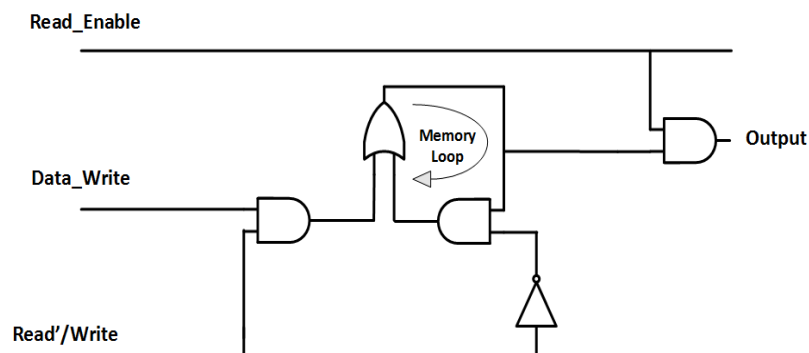 Read_Enable
Memory
Loop
Output
Data_Write
Read'/Write